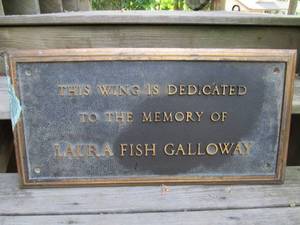 THIS WING IS DEDICATED
TO THE MEMORY OF
LAURA FISH GALLOWAY